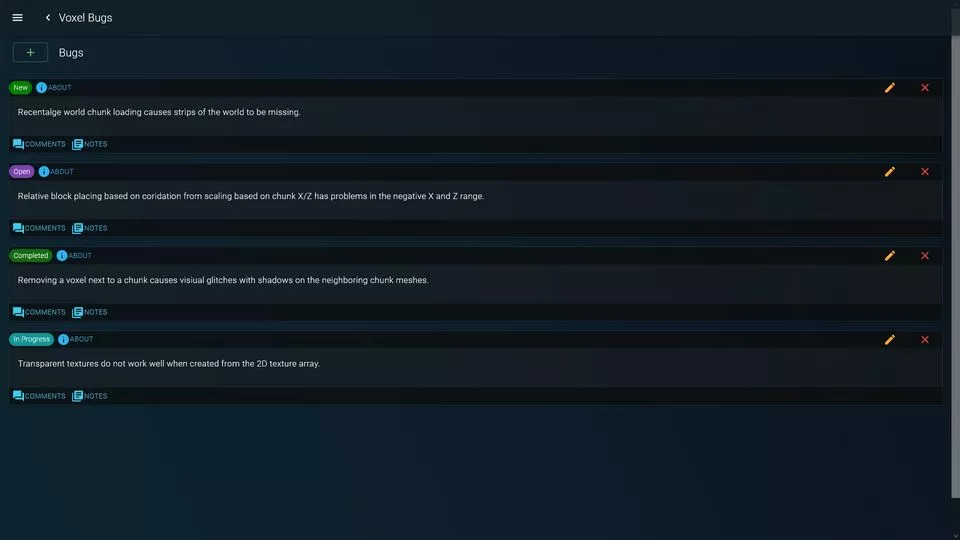 Voxel Bugs
+ Bugs
New ABOUT
Recentalge world chunk loading causes strips of the world to be missing.
COMMENTS NOTES
Open ABOUT
Relative block placing based on coridation from scaling based on chunk X/Z has problems in the negative X and Z range.
COMMENTS NOTES
Completed ABOUT
Removing a voxel next to a chunk causes visiual glitches with shadows on the neighboring chunk meshes.
COMMENTS NOTES
In Progress ABOUT
Transparent textures do not work well when created from the 2D texture array.
COMMENTS NOTES